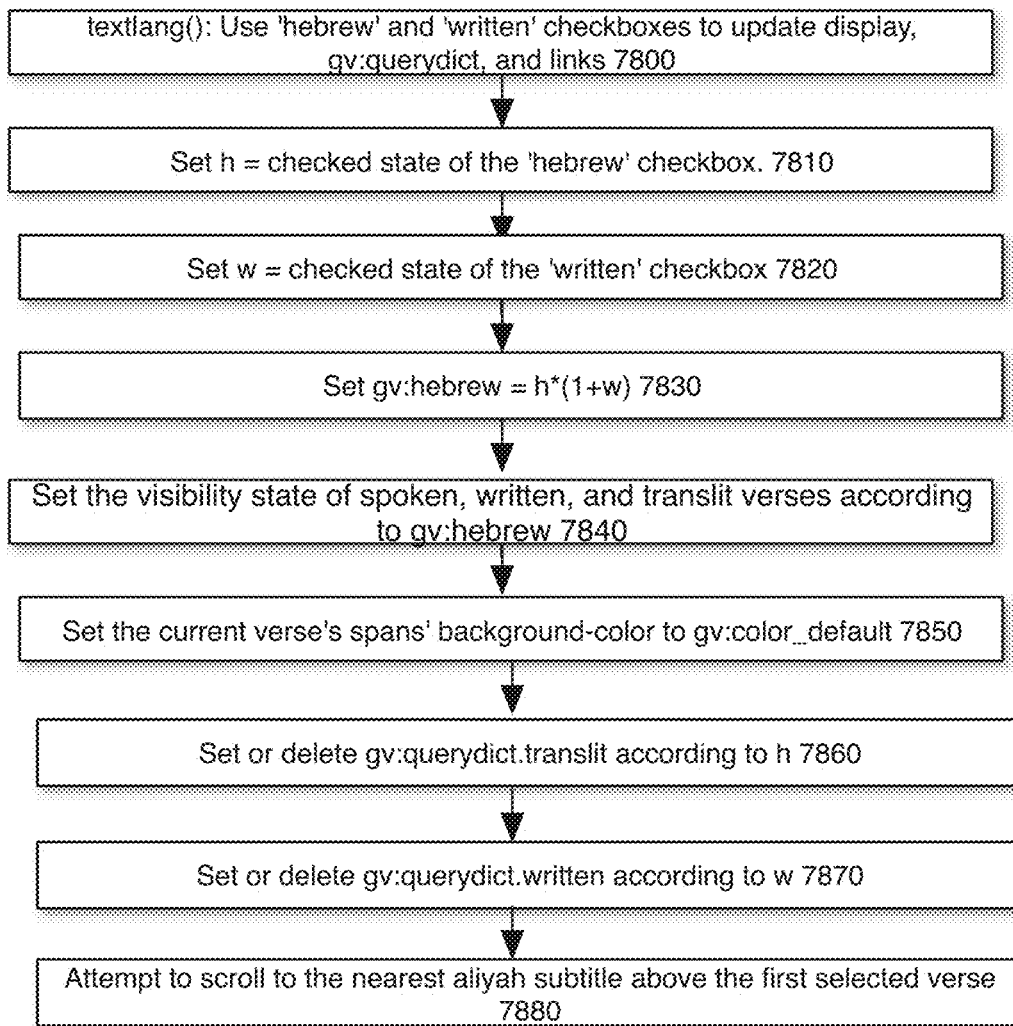 textlang(): Use 'hebrew' and 'written' checkboxes to update display,
gv:querydict, and links 7800
Set h = checked state of the 'hebrew' checkbox. 7810
Set w = checked state of the 'written' checkbox 7820
Set gv:hebrew = h*(1+w) 7830
Set the visibility state of spoken, written, and translit verses according
to gv:hebrew 7840
Set the current verse's spans' background-color to gv:color_default 7850
Set or delete gv:querydict.translit according to h 7860
Set or delete gv:querydict.written according to w 7870
Attempt to scroll to the nearest aliyah subtitle above the first selected verse
7880